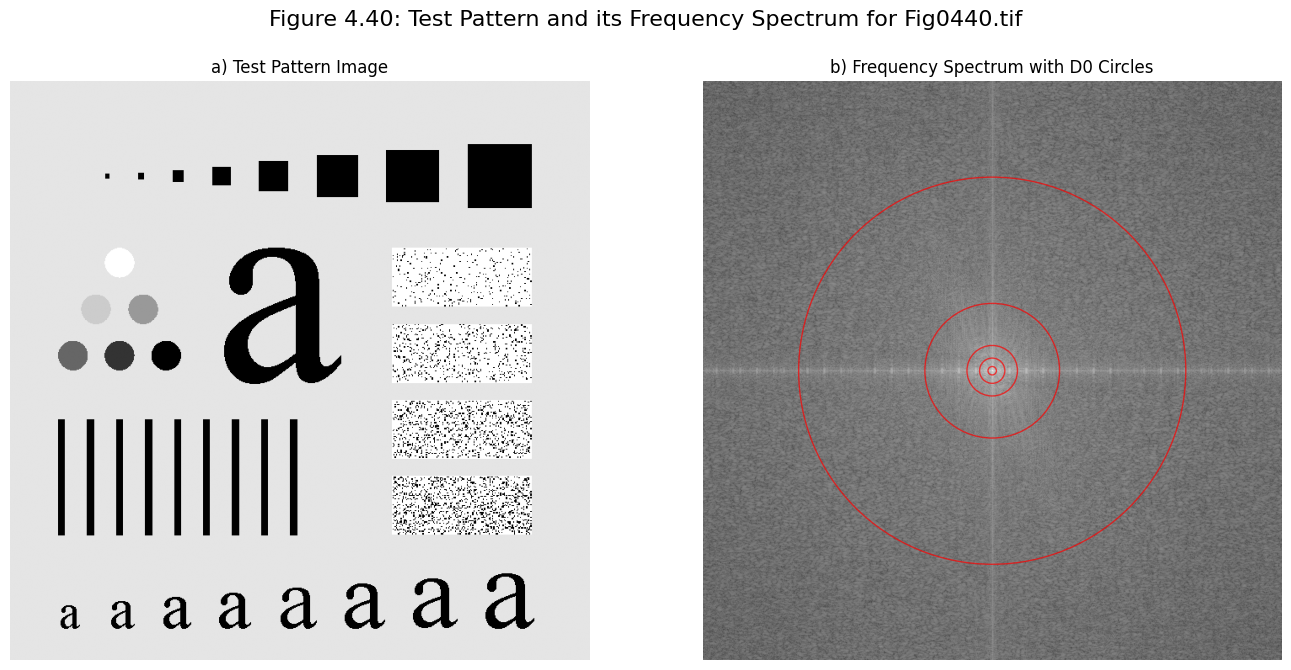 Figure 4.40: Test Pattern and its Frequency Spectrum for Fig0440.tif
a) Test Pattern Image
b) Frequency Spectrum with D0 Circles
a
a a a a a a a a